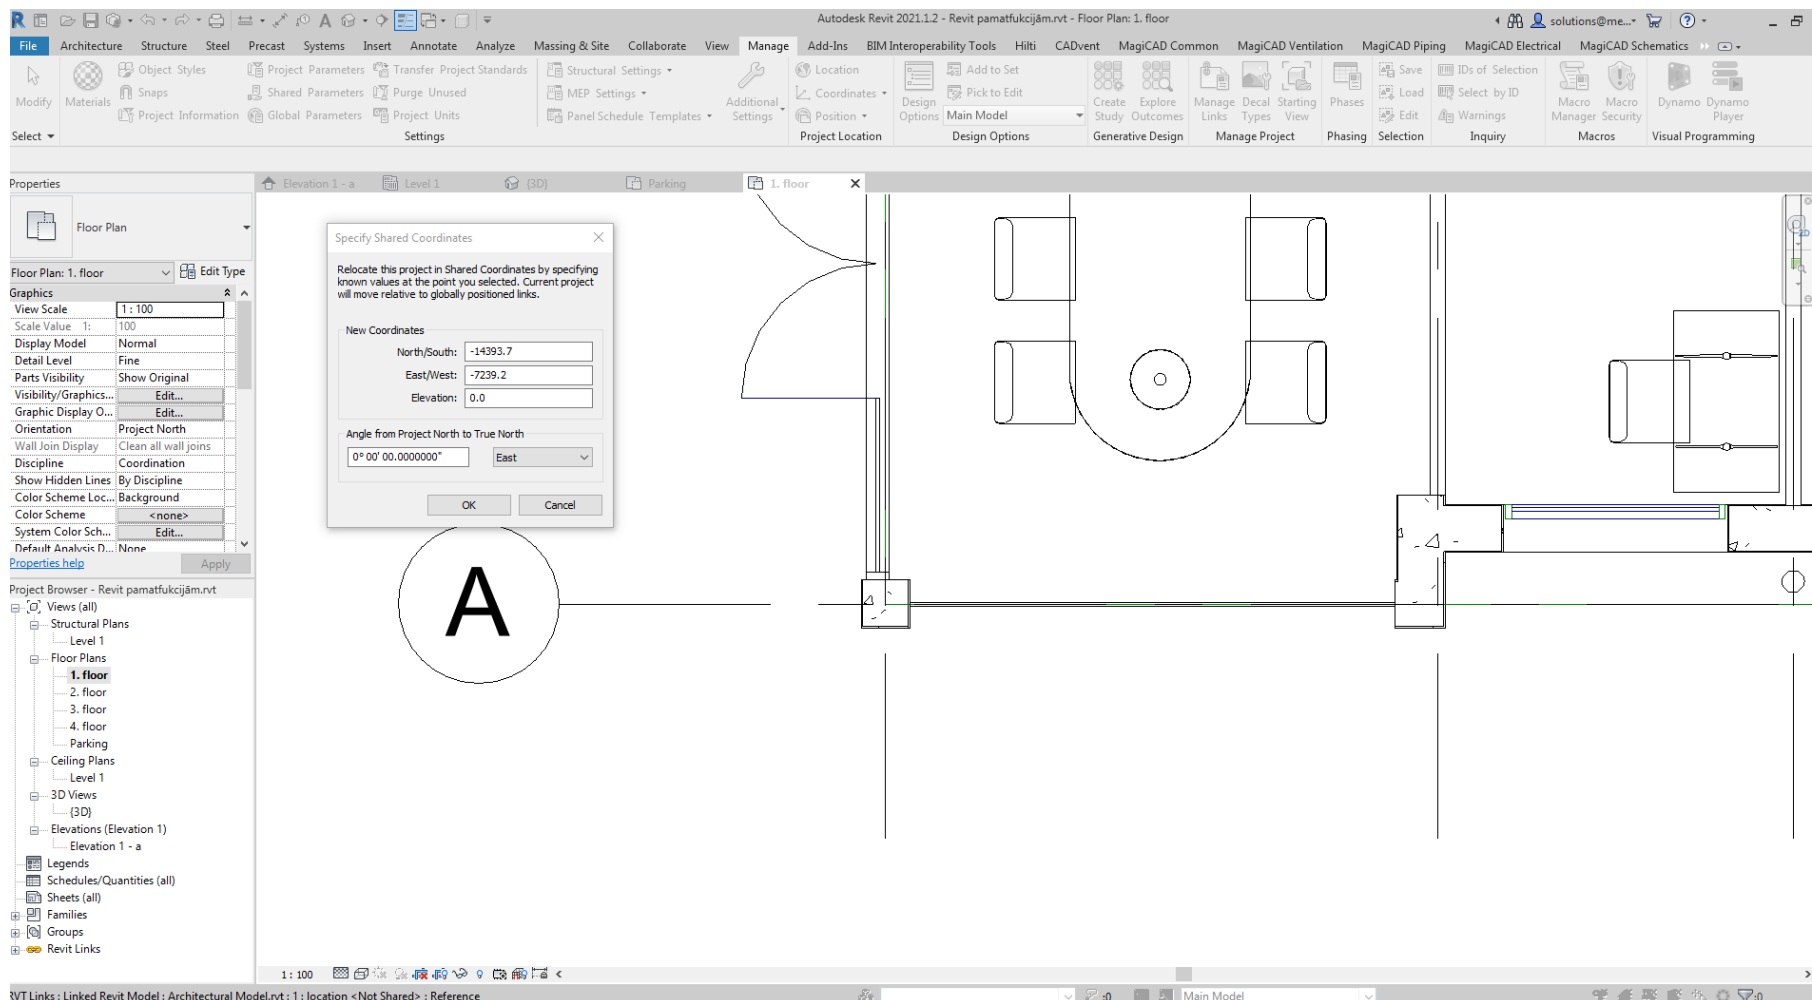 Autodesk Revit 2021.1.2 - Revit pamatfukcijām.rvt - Floor Plan: 1. floor
solutions@me...
File Architecture Structure Steel Precast Systems Insert Annotate Analyze Massing & Site Collaborate View Manage Add-Ins BIM Interoperability Tools Hilti CADvent MagiCAD Common MagiCAD Ventilation MagiCAD Piping MagiCAD Electrical MagiCAD Schematics
Object Styles Project Parameters Transfer Project Standards Structural Settings Location Add to Set Save IDs of Selection
Snaps Shared Parameters Purge Unused MEP Settings Coordinates Pick to Edit Load Select by ID
Project Information Global Parameters Project Units Panel Schedule Templates Position Main Model Edit Warnings
Modify Materials Additional Settings Design Options Create Study Explore Outcomes Manage Links Decal Types Starting View Phases Macro Manager Macro Security Dynamo Dynamo Player
Select Settings Project Location Design Options Generative Design Manage Project Phasing Selection Inquiry Macros Visual Programming
Properties
Elevation 1 - a Level 1 {3D} Parking 1. floor
Floor Plan
Floor Plan: 1. floor Edit Type
Graphics
View Scale 1 : 100
Scale Value 1: 100
Display Model Normal
Detail Level Fine
Parts Visibility Show Original
Visibility/Graphics... Edit...
Graphic Display O... Edit...
Orientation Project North
Wall Join Display Clean all wall joins
Discipline Coordination
Show Hidden Lines By Discipline
Color Scheme Loc... Background
Color Scheme <none>
System Color Sch... Edit...
Default Analysis D... None
Properties help Apply
Project Browser - Revit pamatfukcijām.rvt
Views (all)
Structural Plans
Level 1
Floor Plans
1. floor
2. floor
3. floor
4. floor
Parking
Ceiling Plans
Level 1
3D Views
{3D}
Elevations (Elevation 1)
Elevation 1 - a
Legends
Schedules/Quantities (all)
Sheets (all)
Families
Groups
Revit Links
Specify Shared Coordinates
Relocate this project in Shared Coordinates by specifying
known values at the point you selected. Current project
will move relative to globally positioned links.
New Coordinates
North/South: -14393.7
East/West: -7239.2
Elevation: 0.0
Angle from Project North to True North
0° 00' 00.0000000" East
OK Cancel
A
2D
1 : 100
RVT Links : Linked Revit Model : Architectural Model.rvt : 1 : location <Not Shared> : Reference
:0 Main Model :0